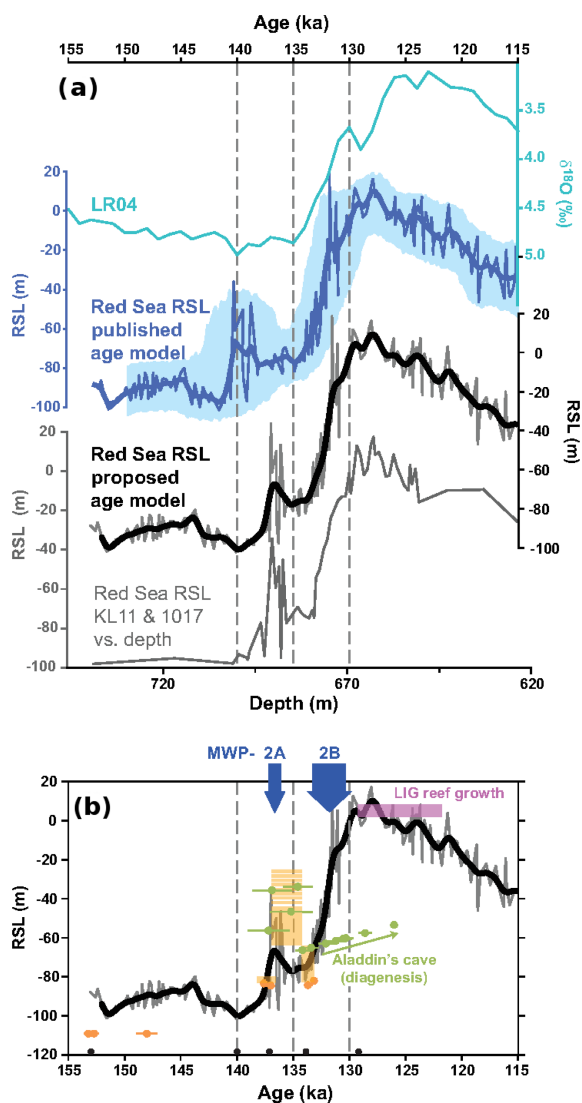 Age (ka)
155 150 145 140 135 130 125 120 115
(a)
3.5
4.0
4.5
5.0
δ18O (‰)
LR04
20
0
-20
-40
-60
-80
-100
RSL (m)
Red Sea RSL
published
age model
20
0
-20
-40
-60
-80
-100
RSL (m)
Red Sea RSL
proposed
age model
20
0
-20
-40
-60
-80
-100
RSL (m)
Red Sea RSL
KL11 & 1017
vs. depth
720 670 620
Depth (m)
MWP- 2A 2B
(b)
LIG reef growth
20
0
-20
-40
-60
-80
-100
-120
RSL (m)
Aladdin's cave
(diagenesis)
155 150 145 140 135 130 125 120 115
Age (ka)